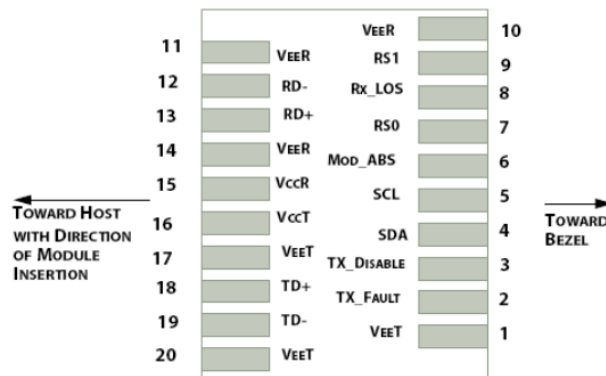 11 VEER
12 RD-
13 RD+
14 VEER
15 VCCR
16 VCCT
17 VEET
18 TD+
19 TD-
20 VEET
TOWARD HOST
WITH DIRECTION
OF MODULE
INSERTION
VEER 10
RS1 9
RX_LOS 8
RS0 7
MOD_ABS 6
SCL 5
SDA 4
TX_DISABLE 3
TX_FAULT 2
VEET 1
TOWARD
BEZEL